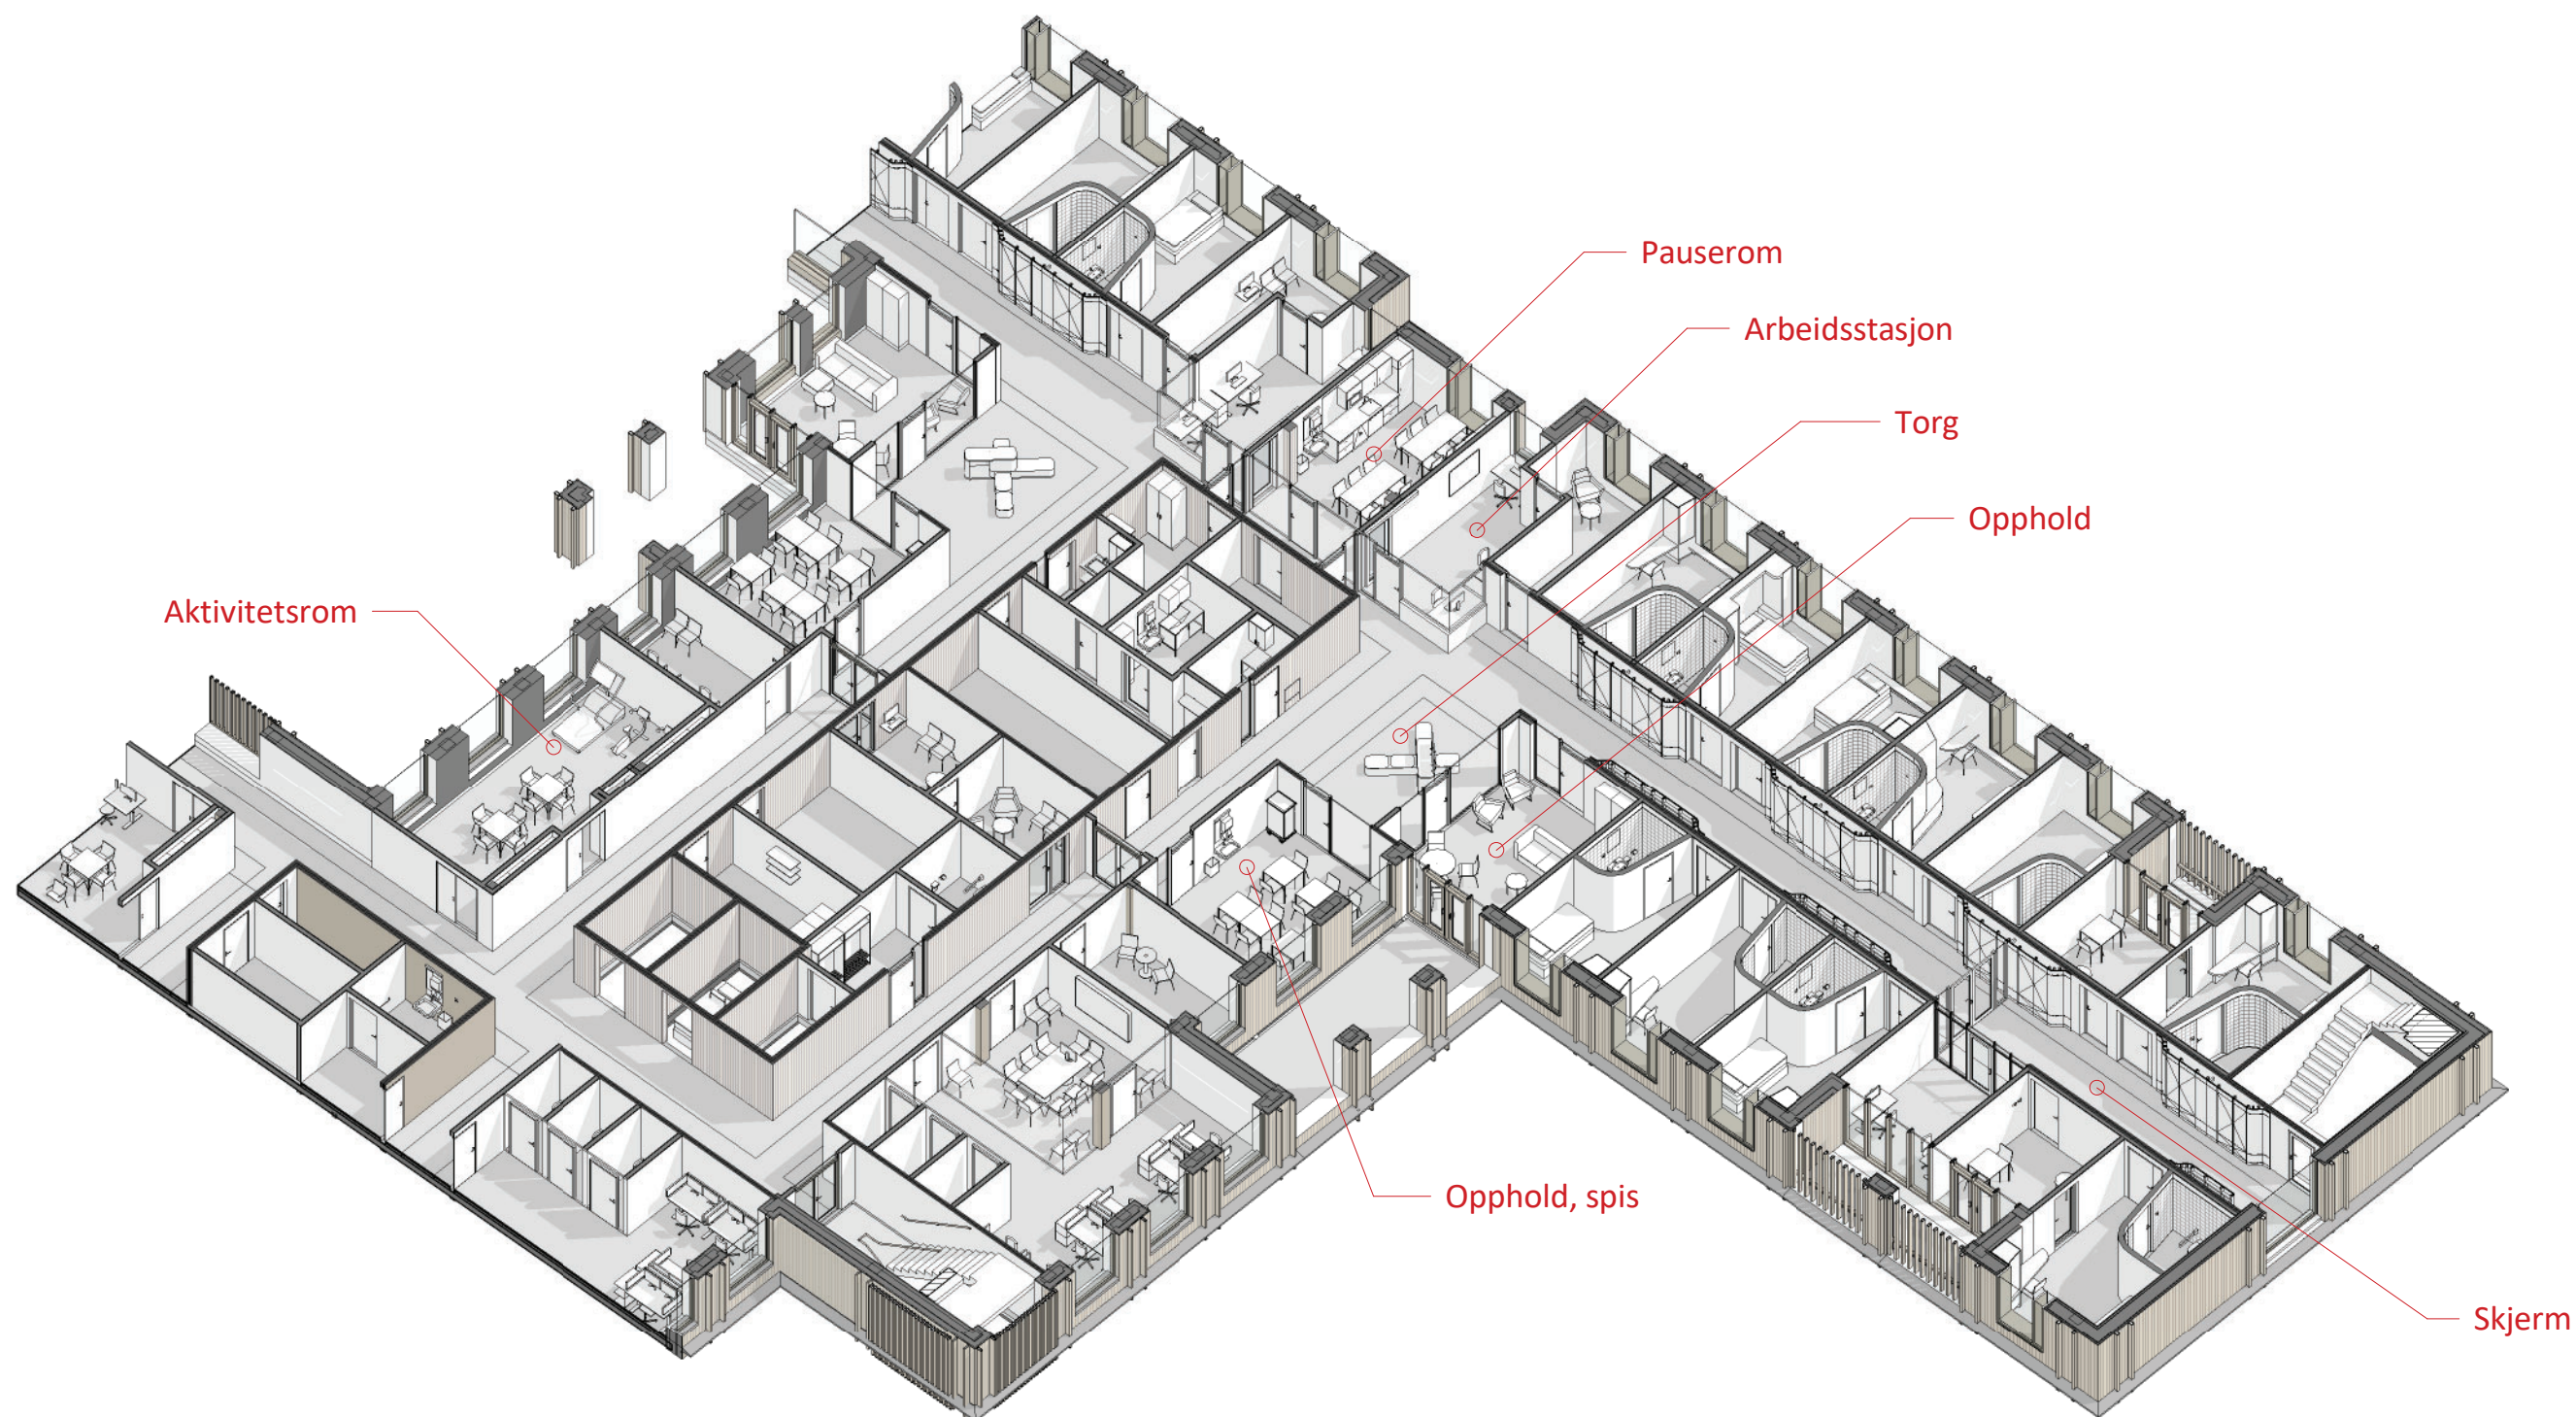 Pauserom
Arbeidsstasjon
Torg
Opphold
Aktivitetsrom
Opphold, spis
Skjerm